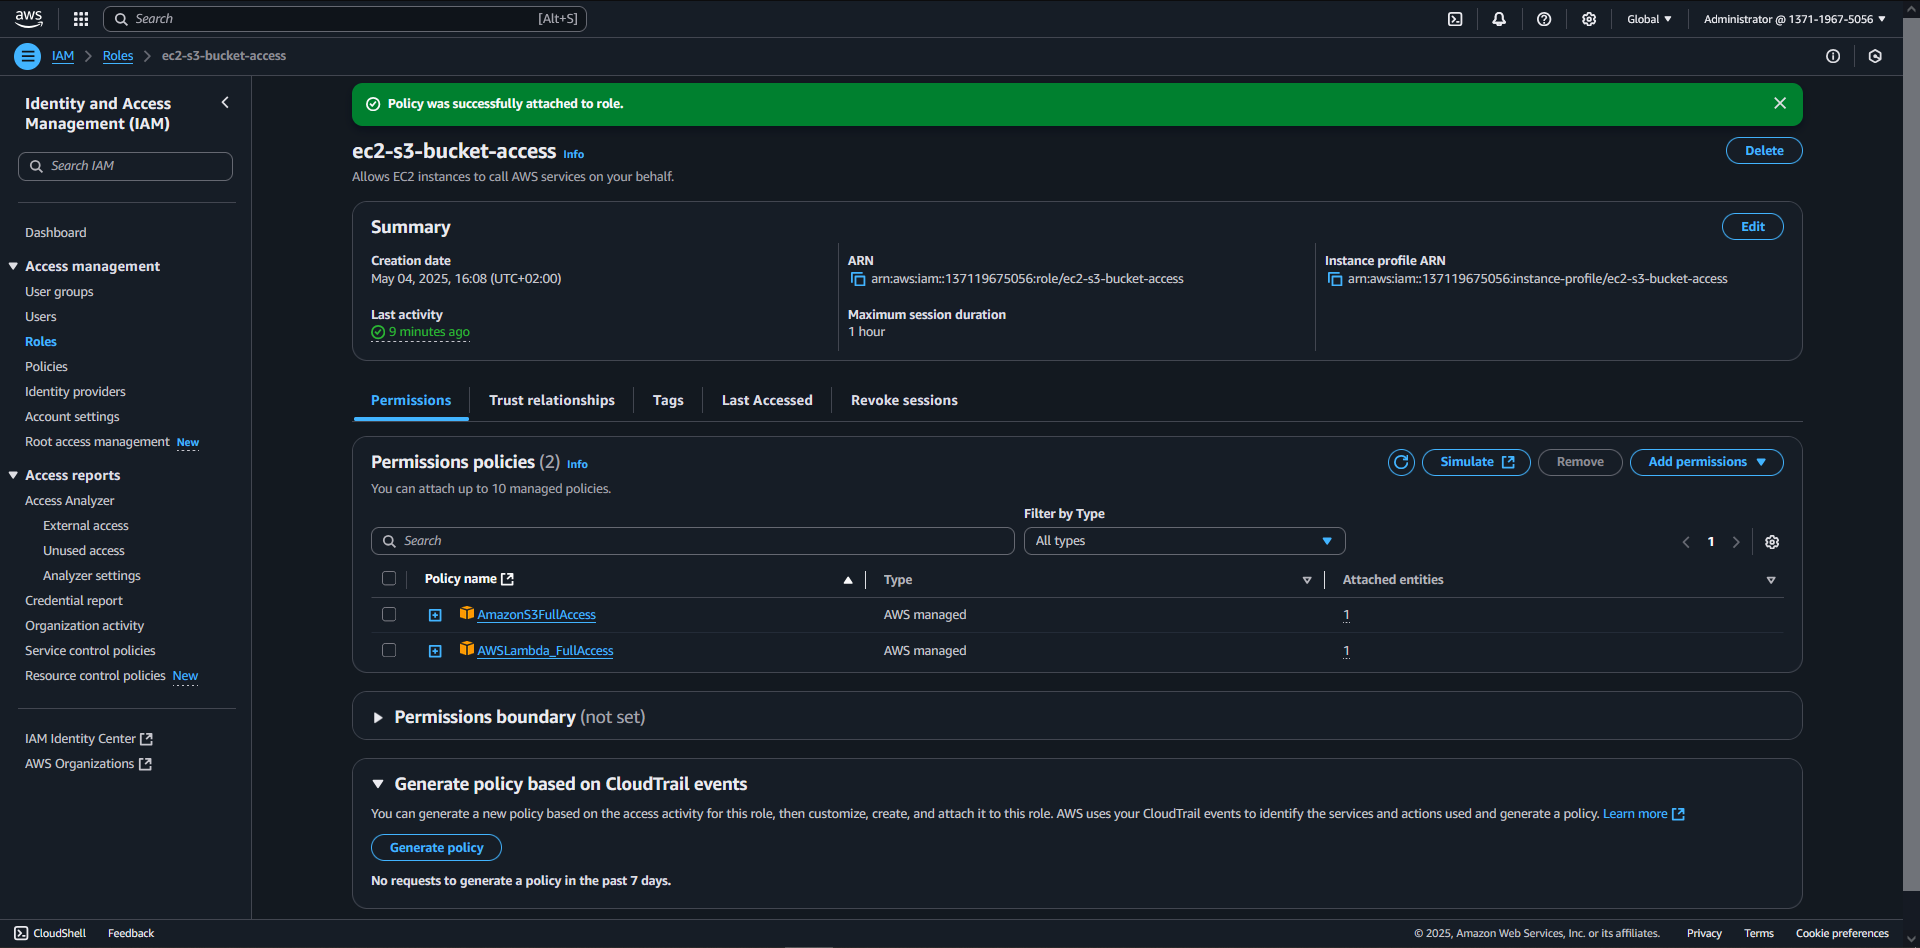 aws
Search [Alt+S]
Global
Administrator @ 1371-1967-5056
IAM
Roles
ec2-s3-bucket-access
Identity and Access
Management (IAM)
Search IAM
Dashboard
Access management
User groups
Users
Roles
Policies
Identity providers
Account settings
Root access management New
Access reports
Access Analyzer
External access
Unused access
Analyzer settings
Credential report
Organization activity
Service control policies
Resource control policies New
IAM Identity Center
AWS Organizations
Policy was successfully attached to role.
ec2-s3-bucket-access Info
Delete
Allows EC2 instances to call AWS services on your behalf.
Summary
Edit
Creation date
May 04, 2025, 16:08 (UTC+02:00)
Last activity
9 minutes ago
ARN
arn:aws:iam::137119675056:role/ec2-s3-bucket-access
Maximum session duration
1 hour
Instance profile ARN
arn:aws:iam::137119675056:instance-profile/ec2-s3-bucket-access
Permissions
Trust relationships
Tags
Last Accessed
Revoke sessions
Permissions policies (2) Info
Simulate
Remove
Add permissions
You can attach up to 10 managed policies.
Filter by Type
Search
All types
1
Policy name
Type
Attached entities
AmazonS3FullAccess
AWS managed
1
AWSLambda_FullAccess
AWS managed
1
Permissions boundary (not set)
Generate policy based on CloudTrail events
You can generate a new policy based on the access activity for this role, then customize, create, and attach it to this role. AWS uses your CloudTrail events to identify the services and actions used and generate a policy. Learn more
Generate policy
No requests to generate a policy in the past 7 days.
CloudShell
Feedback
© 2025, Amazon Web Services, Inc. or its affiliates.
Privacy
Terms
Cookie preferences